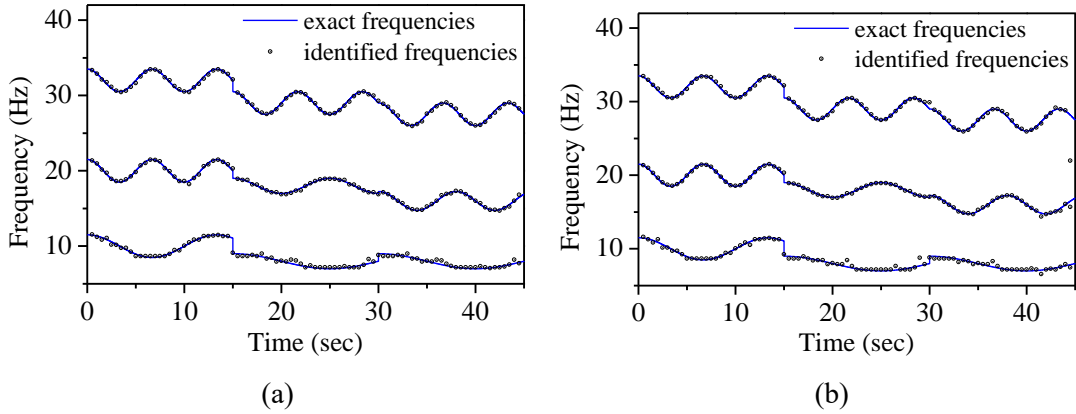 40
exact frequencies
identified frequencies
30
Frequency (Hz)
20
10
0 10 20 30 40
Time (sec)
(a)
40
exact frequencies
identified frequencies
30
Frequency (Hz)
20
10
0 10 20 30 40
Time (sec)
(b)